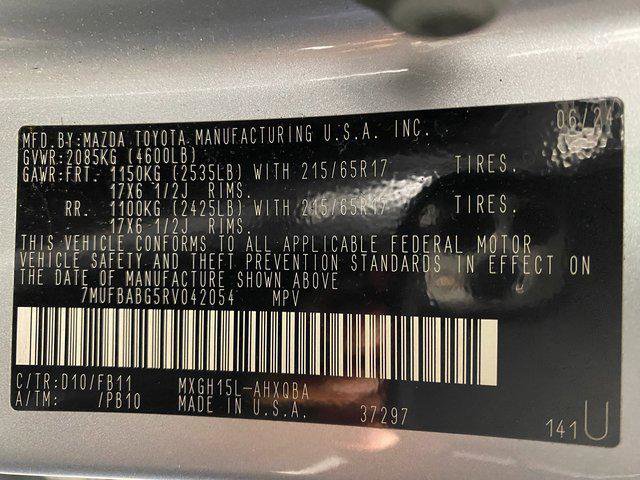 06/24
MFD.BY:MAZDA TOYOTA MANUFACTURING U.S.A. INC.
GVWR:2085KG (4600LB)
GAWR:FRT. 1150KG (2535LB) WITH 215/65R17 TIRES.
17X6 1/2J RIMS.
RR. 1100KG (2425LB) WITH 215/65R17 TIRES.
17X6 1/2J RIMS.
THIS VEHICLE CONFORMS TO ALL APPLICABLE FEDERAL MOTOR
VEHICLE SAFETY AND THEFT PREVENTION STANDARDS IN EFFECT ON
THE DATE OF MANUFACTURE SHOWN ABOVE
7MUFBABG5RV042054 MPV
C/TR:D10/FB11 MXGH15L-AHXQBA
A/TM: /PB10 MADE IN U.S.A. 37297
141U